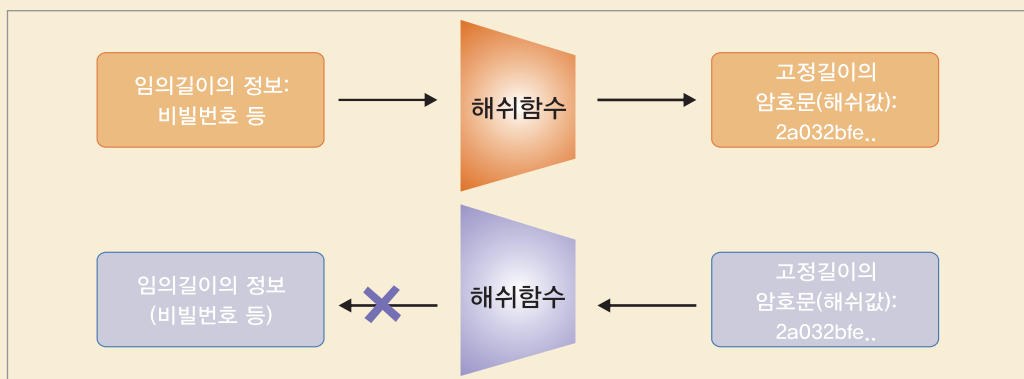 임의길이의 정보:
비빌번호 등
해쉬함수
고정길이의
암호문(해쉬값):
2a032bfe..
임의길이의 정보
(비빌번호 등)
해쉬함수
고정길이의
암호문(해쉬값):
2a032bfe..